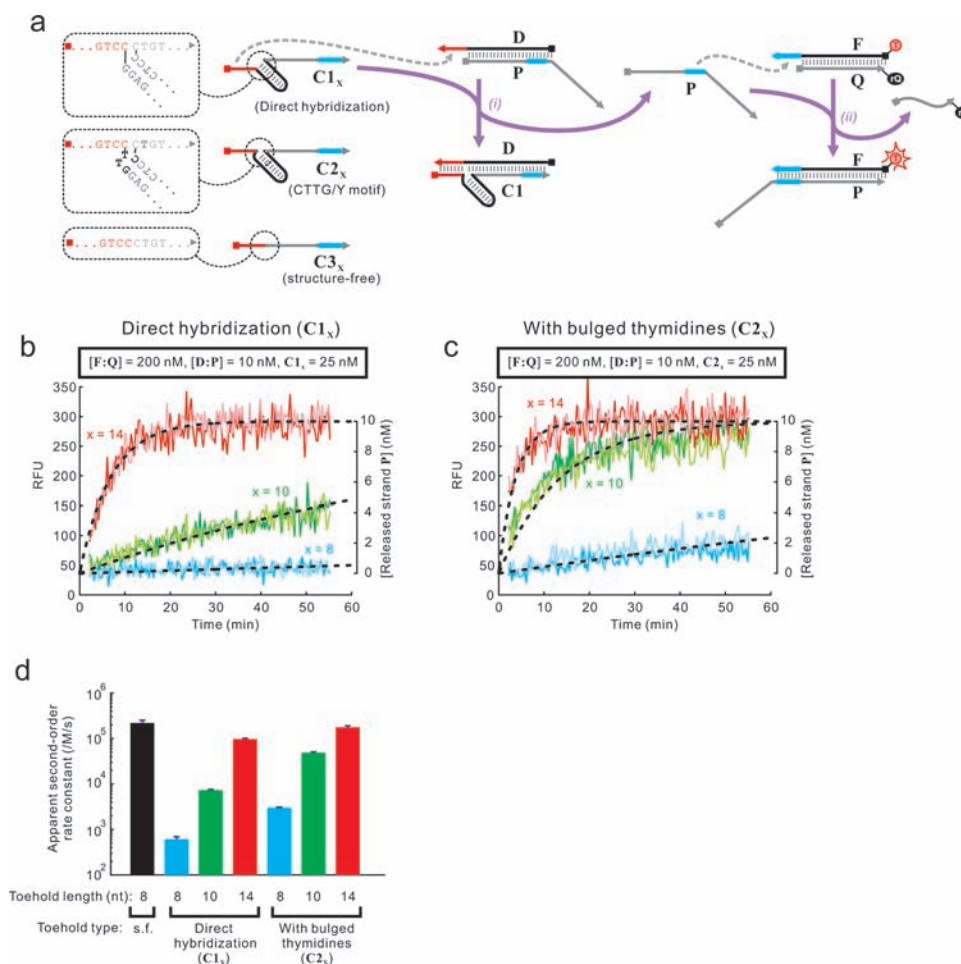 a
...GTCCCTGT...
GGAG...
CCTC...
C1x
(Direct hybridization)
D
P
(i)
D
C1
P
F
Q
rQ
(ii)
F
P
...GTCCCTGT...
GGAG...
CCTC...
C2x
(CTTG/Y motif)
...GTCCCTGT...
C3x
(structure-free)
Direct hybridization (C1x)
b
[F:Q] = 200 nM, [D:P] = 10 nM, C1x = 25 nM
350
300
250
200
150
100
50
0
RFU
x = 14
x = 10
x = 8
10
8
6
4
2
0
[Released strand P] (nM)
0 10 20 30 40 50 60
Time (min)
With bulged thymidines (C2x)
c
[F:Q] = 200 nM, [D:P] = 10 nM, C2x = 25 nM
350
300
250
200
150
100
50
0
RFU
x = 14
x = 10
x = 8
10
8
6
4
2
0
[Released strand P] (nM)
0 10 20 30 40 50 60
Time (min)
d
Apparent second-order
rate constant (/M/s)
10^6
10^5
10^4
10^3
10^2
Toehold length (nt): 8 8 10 14 8 10 14
Toehold type: s.f. Direct hybridization (C1x) With bulged thymidines (C2x)